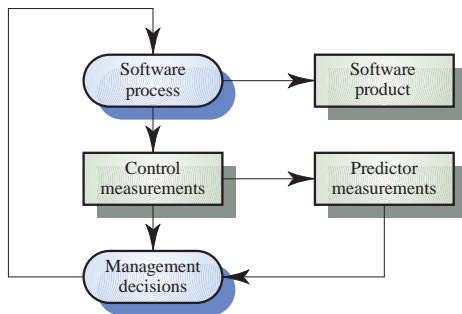 Software
process
Software
product
Control
measurements
Predictor
measurements
Management
decisions